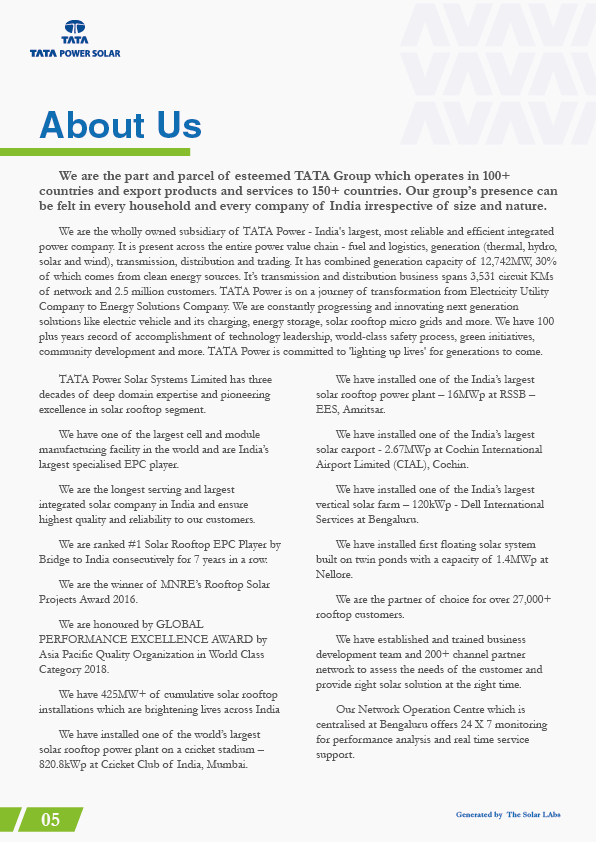 TATA
TATA POWER SOLAR
About Us
We are the part and parcel of esteemed TATA Group which operates in 100+
countries and export products and services to 150+ countries. Our group's presence can
be felt in every household and every company of India irrespective of size and nature.
We are the wholly owned subsidiary of TATA Power - India's largest, most reliable and efficient integrated
power company. It is present across the entire power value chain - fuel and logistics, generation (thermal, hydro,
solar and wind), transmission, distribution and trading. It has combined generation capacity of 12,742MW, 30%
of which comes from clean energy sources. It's transmission and distribution business spans 3,531 circuit KMs
of network and 2.5 million customers. TATA Power is on a journey of transformation from Electricity Utility
Company to Energy Solutions Company. We are constantly progressing and innovating next generation
solutions like electric vehicle and its charging, energy storage, solar rooftop micro grids and more. We have 100
plus years record of accomplishment of technology leadership, world-class safety process, green initiatives,
community development and more. TATA Power is committed to 'lighting up lives' for generations to come.
TATA Power Solar Systems Limited has three
decades of deep domain expertise and pioneering
excellence in solar rooftop segment.
We have one of the largest cell and module
manufacturing facility in the world and are India's
largest specialised EPC player.
We are the longest serving and largest
integrated solar company in India and ensure
highest quality and reliability to our customers.
We are ranked #1 Solar Rooftop EPC Player by
Bridge to India consecutively for 7 years in a row.
We are the winner of MNRE's Rooftop Solar
Projects Award 2016.
We are honoured by GLOBAL
PERFORMANCE EXCELLENCE AWARD by
Asia Pacific Quality Organization in World Class
Category 2018.
We have 425MW+ of cumulative solar rooftop
installations which are brightening lives across India
We have installed one of the world's largest
solar rooftop power plant on a cricket stadium –
820.8kWp at Cricket Club of India, Mumbai.
We have installed one of the India's largest
solar rooftop power plant – 16MWp at RSSB –
EES, Amritsar.
We have installed one of the India's largest
solar carport - 2.67MWp at Cochin International
Airport Limited (CIAL), Cochin.
We have installed one of the India's largest
vertical solar farm – 120kWp - Dell International
Services at Bengaluru.
We have installed first floating solar system
built on twin ponds with a capacity of 1.4MWp at
Nellore.
We are the partner of choice for over 27,000+
rooftop customers.
We have established and trained business
development team and 200+ channel partner
network to assess the needs of the customer and
provide right solar solution at the right time.
Our Network Operation Centre which is
centralised at Bengaluru offers 24 X 7 monitoring
for performance analysis and real time service
support.
05
Generated by The Solar LAbs